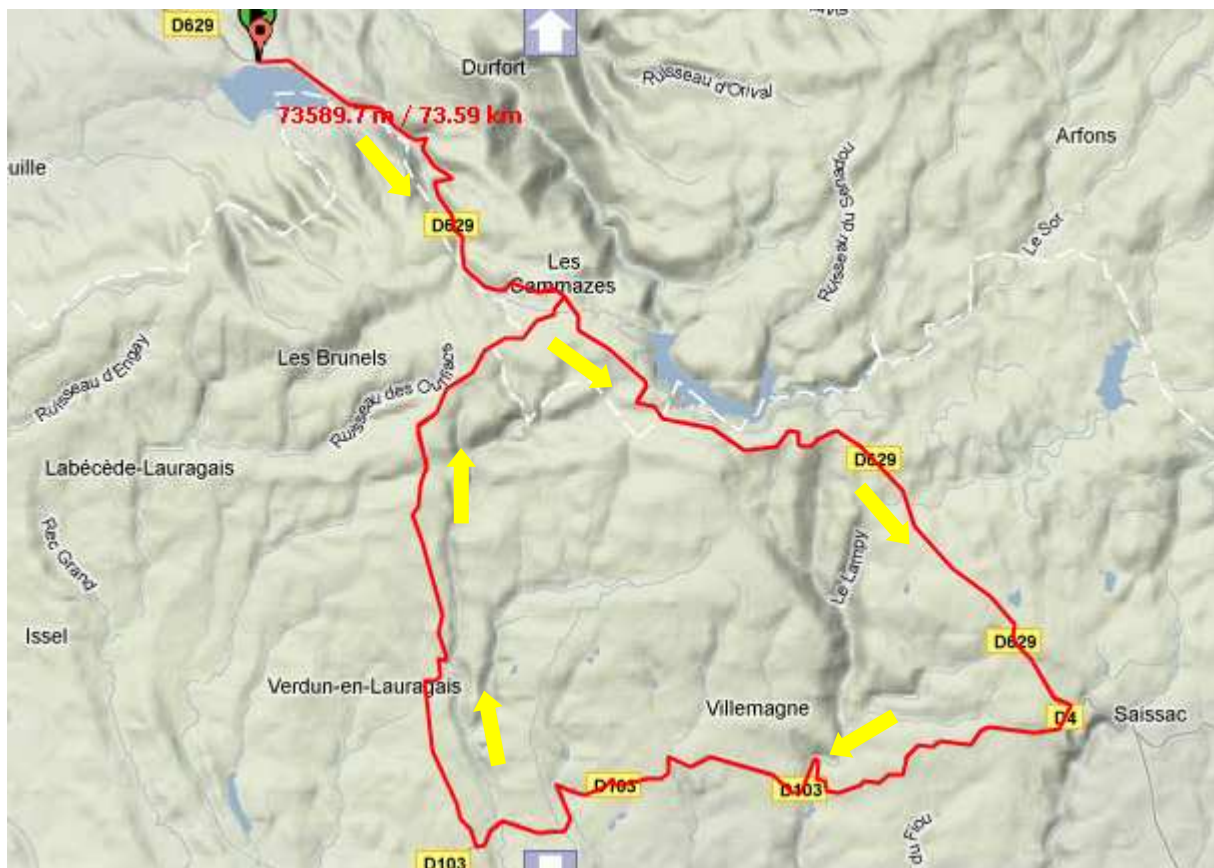 D629
Durfort
Ruisseau d'Orival
73589.7 m / 73.59 km
Arfons
uille
Ruisseau du Sanadou
Le Sor
D629
Les
Cammazes
Les Brunels
Ruisseau d'Engay
Ruisseau des
Labécède-Lauragais
D629
Rec Grand
Le Lampy
Issel
D629
Verdun-en-Lauragais
Villemagne
D4
Saissac
D103
D103
Fiou
D103